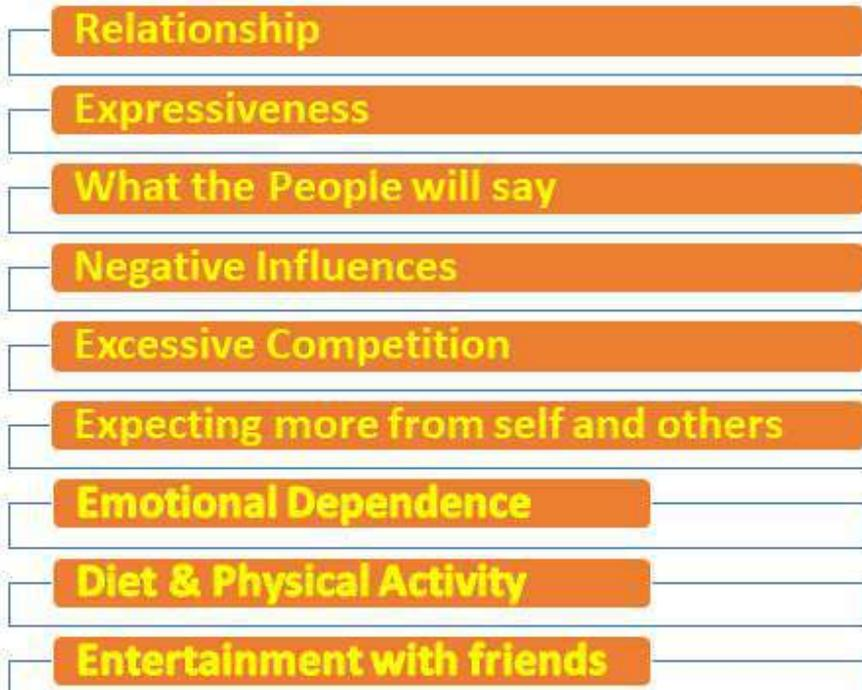 Relationship
Expressiveness
What the People will say
Negative Influences
Excessive Competition
Expecting more from self and others
Emotional Dependence
Diet & Physical Activity
Entertainment with friends